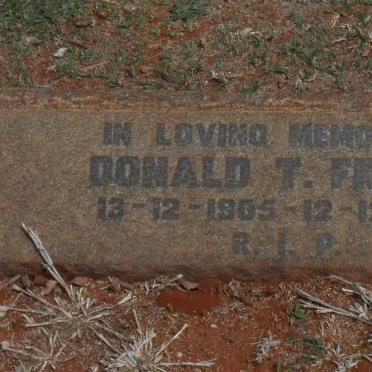 IN LOVING MEMO
DONALD T. FR
13-12-1905-12-1
R. I. P.